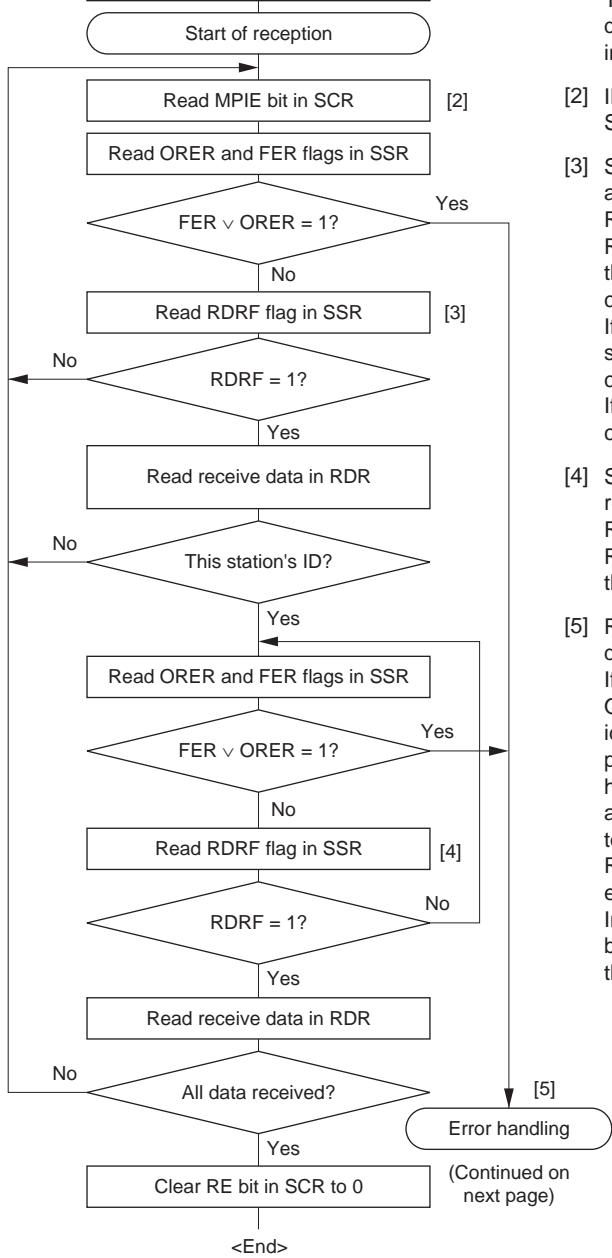 Start of reception
Read MPIE bit in SCR
[2]
Read ORER and FER flags in SSR
FER ∨ ORER = 1?
Yes
No
Read RDRF flag in SSR
[3]
RDRF = 1?
No
Yes
Read receive data in RDR
This station's ID?
No
Yes
Read ORER and FER flags in SSR
FER ∨ ORER = 1?
Yes
No
Read RDRF flag in SSR
[4]
RDRF = 1?
No
Yes
Read receive data in RDR
All data received?
No
Yes
Clear RE bit in SCR to 0
<End>
[5]
Error handling
(Continued on
next page)
[2]
[3]
[4]
[5]